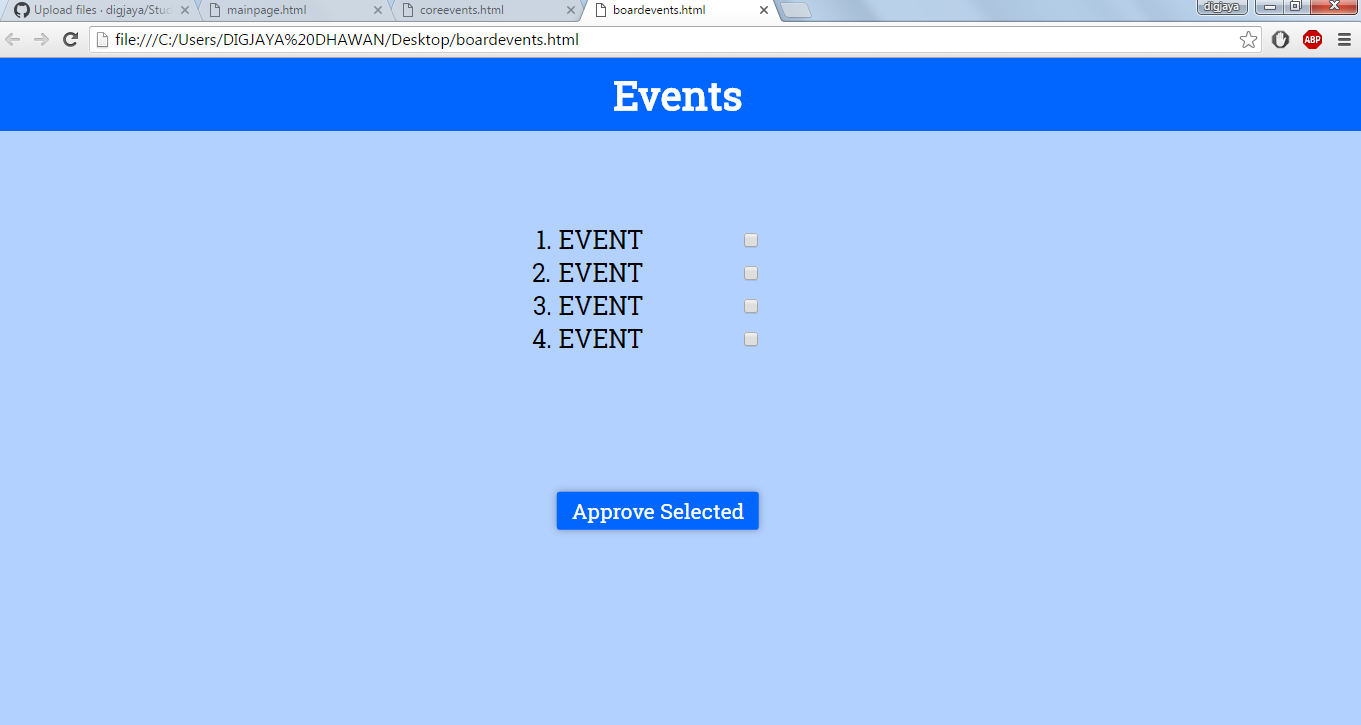 Upload files · digjaya/Stu
mainpage.html
coreevents.html
boardevents.html
digjaya
file:///C:/Users/DIGJAYA%20DHAWAN/Desktop/boardevents.html
ABP
Events
1. EVENT
2. EVENT
3. EVENT
4. EVENT
Approve Selected